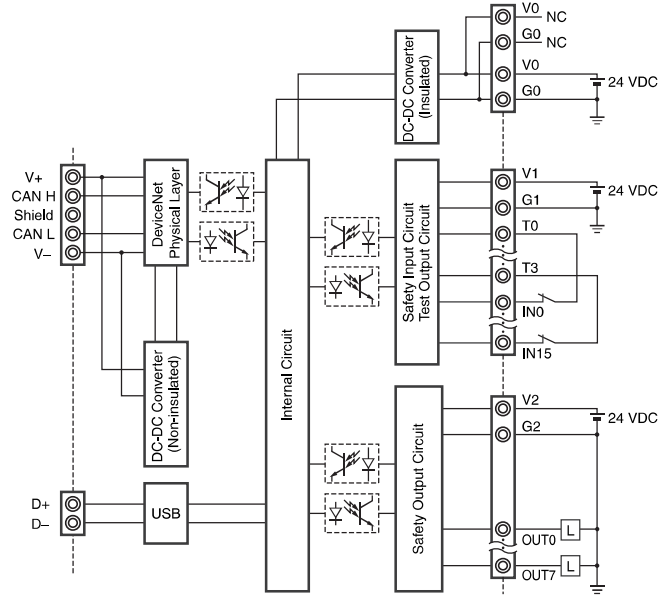 V0
NC
G0
NC
V0
24 VDC
G0
DC-DC Converter
(Insulated)
V+
CAN H
Shield
CAN L
V–
DeviceNet
Physical Layer
DC-DC Converter
(Non-insulated)
D+
D–
USB
Internal Circuit
Safety Input Circuit
Test Output Circuit
V1
24 VDC
G1
T0
T3
IN0
IN15
Safety Output Circuit
V2
24 VDC
G2
OUT0
L
OUT7
L